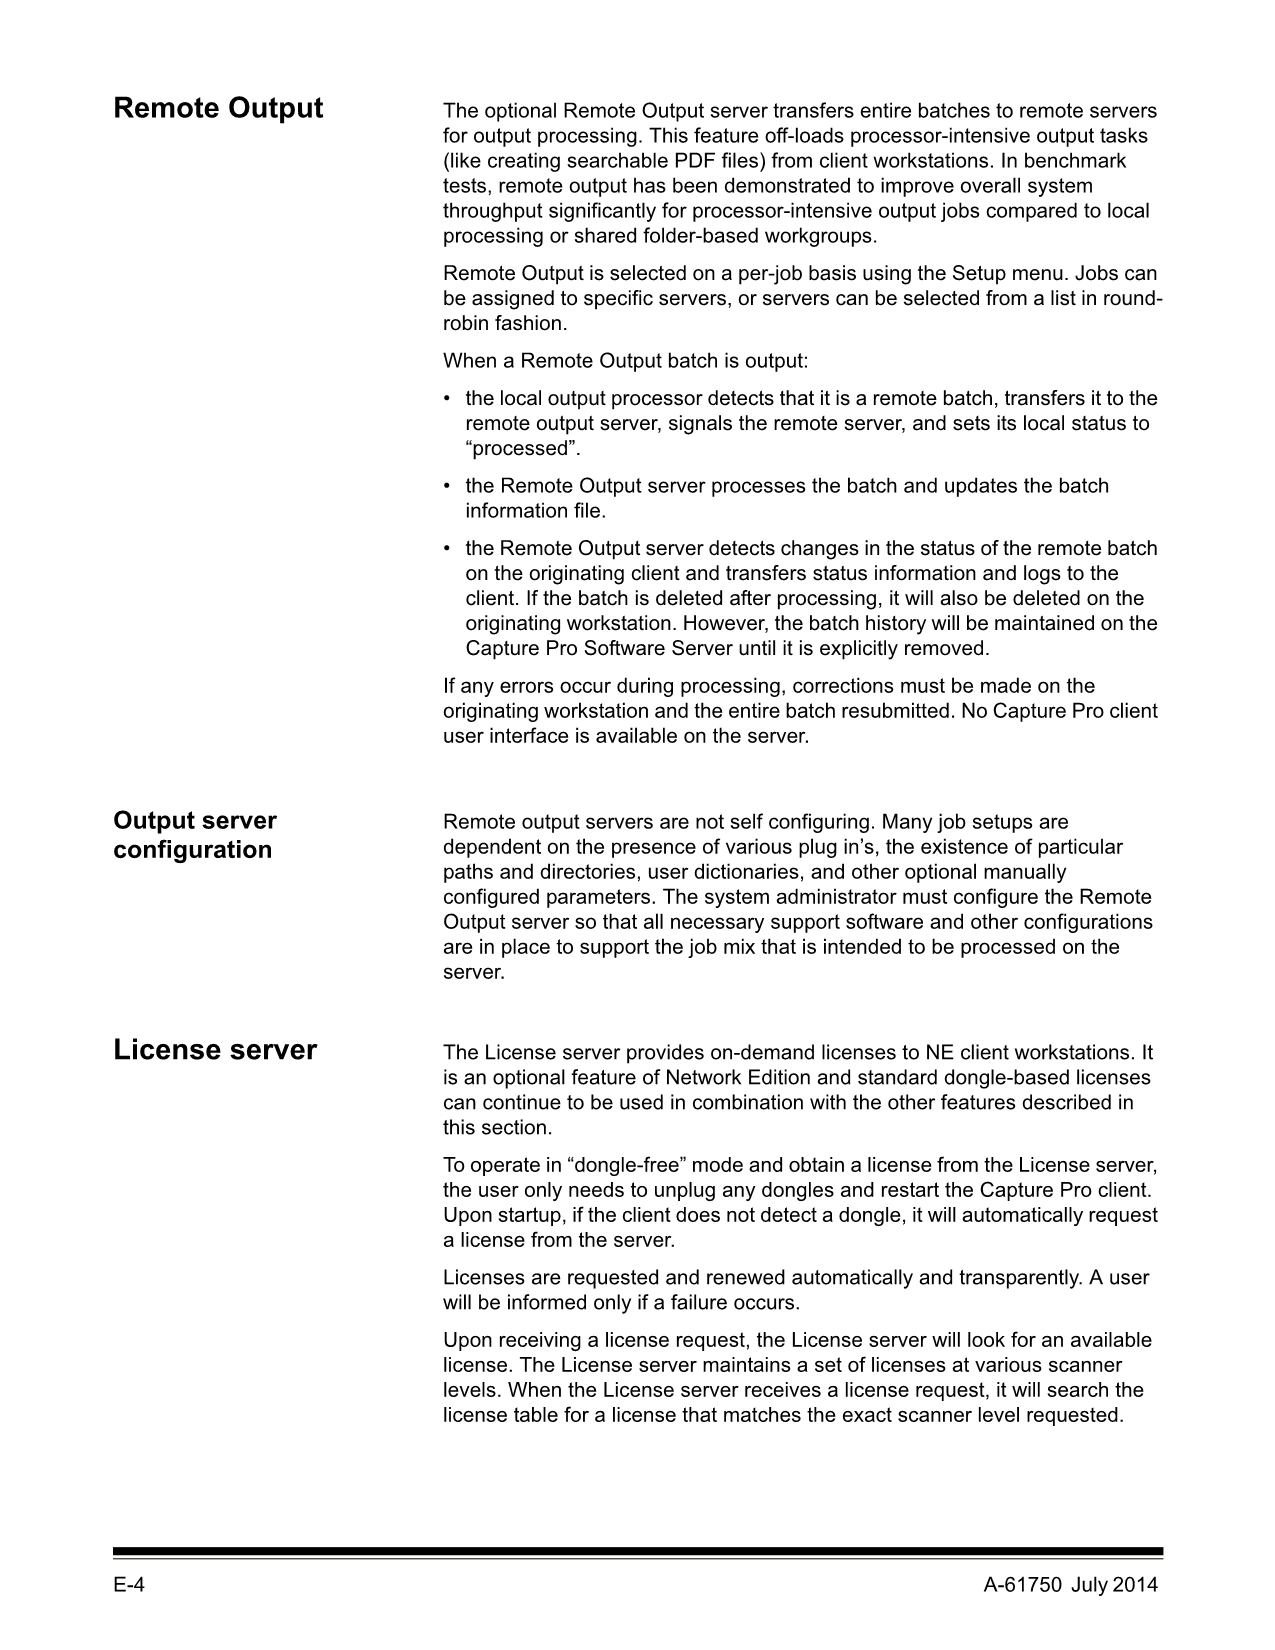 Remote Output
The optional Remote Output server transfers entire batches to remote servers
for output processing. This feature off-loads processor-intensive output tasks
(like creating searchable PDF files) from client workstations. In benchmark
tests, remote output has been demonstrated to improve overall system
throughput significantly for processor-intensive output jobs compared to local
processing or shared folder-based workgroups.
Remote Output is selected on a per-job basis using the Setup menu. Jobs can
be assigned to specific servers, or servers can be selected from a list in round-
robin fashion.
When a Remote Output batch is output:
• the local output processor detects that it is a remote batch, transfers it to the
remote output server, signals the remote server, and sets its local status to
“processed”.
• the Remote Output server processes the batch and updates the batch
information file.
• the Remote Output server detects changes in the status of the remote batch
on the originating client and transfers status information and logs to the
client. If the batch is deleted after processing, it will also be deleted on the
originating workstation. However, the batch history will be maintained on the
Capture Pro Software Server until it is explicitly removed.
If any errors occur during processing, corrections must be made on the
originating workstation and the entire batch resubmitted. No Capture Pro client
user interface is available on the server.
Output server
configuration
Remote output servers are not self configuring. Many job setups are
dependent on the presence of various plug in’s, the existence of particular
paths and directories, user dictionaries, and other optional manually
configured parameters. The system administrator must configure the Remote
Output server so that all necessary support software and other configurations
are in place to support the job mix that is intended to be processed on the
server.
License server
The License server provides on-demand licenses to NE client workstations. It
is an optional feature of Network Edition and standard dongle-based licenses
can continue to be used in combination with the other features described in
this section.
To operate in “dongle-free” mode and obtain a license from the License server,
the user only needs to unplug any dongles and restart the Capture Pro client.
Upon startup, if the client does not detect a dongle, it will automatically request
a license from the server.
Licenses are requested and renewed automatically and transparently. A user
will be informed only if a failure occurs.
Upon receiving a license request, the License server will look for an available
license. The License server maintains a set of licenses at various scanner
levels. When the License server receives a license request, it will search the
license table for a license that matches the exact scanner level requested.
E-4
A-61750 July 2014